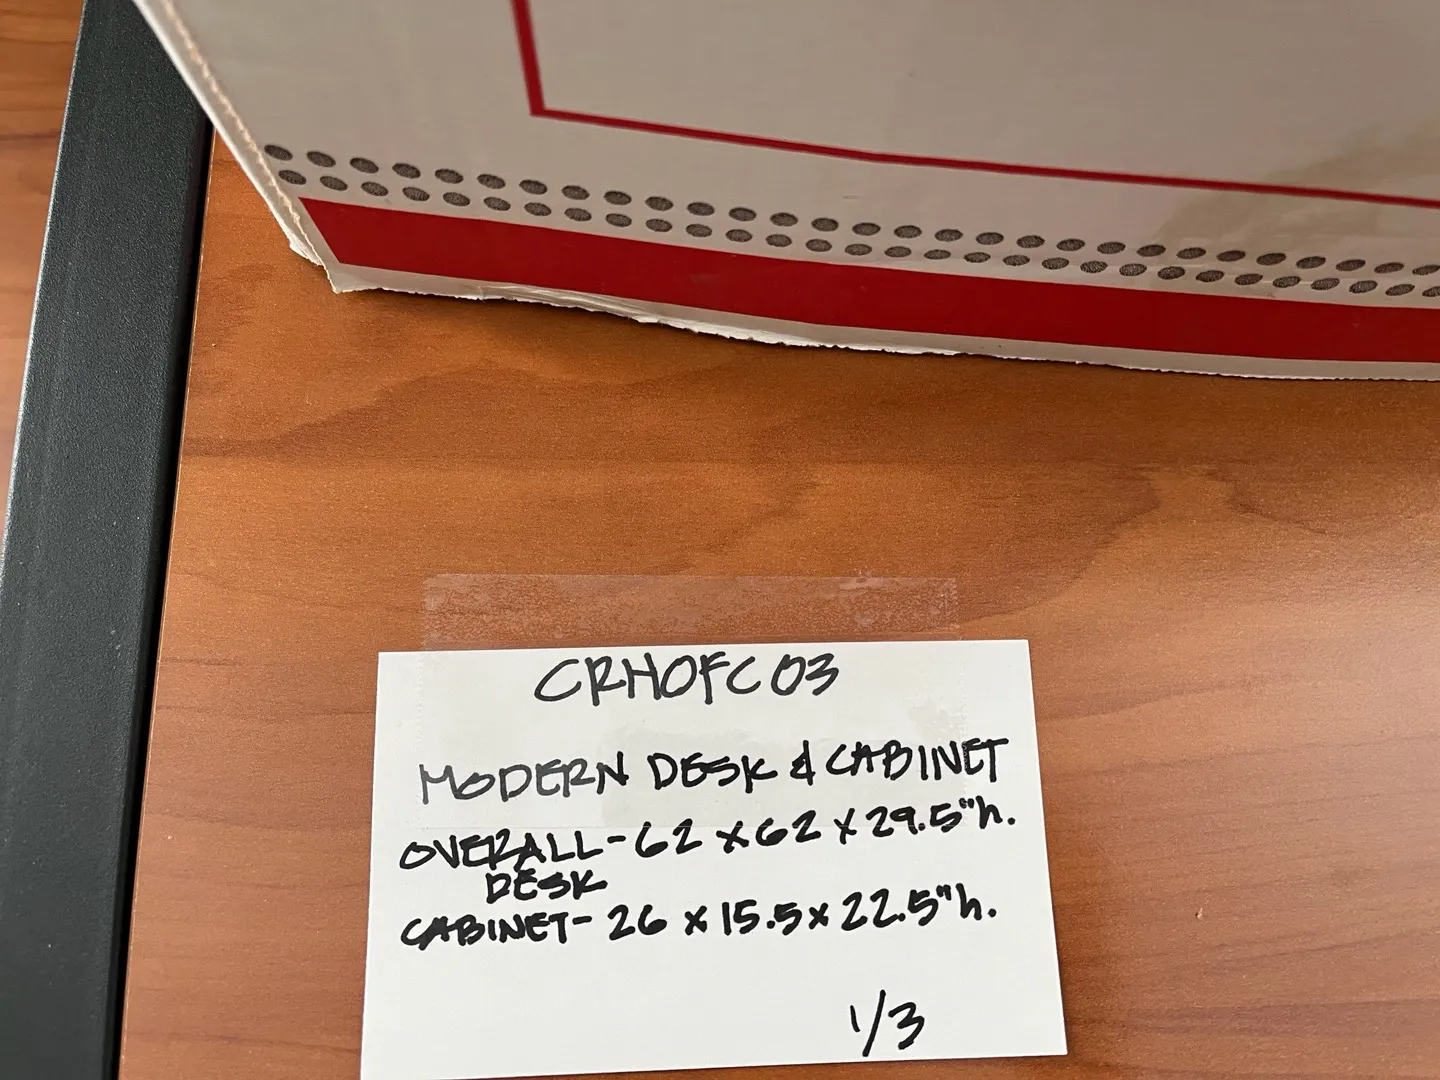 CRHOFC03
MODERN DESK & CABINET
OVERALL - 62 x 62 x 29.5"h.
DESK
CABINET - 26 x 15.5 x 22.5"h.
1/3